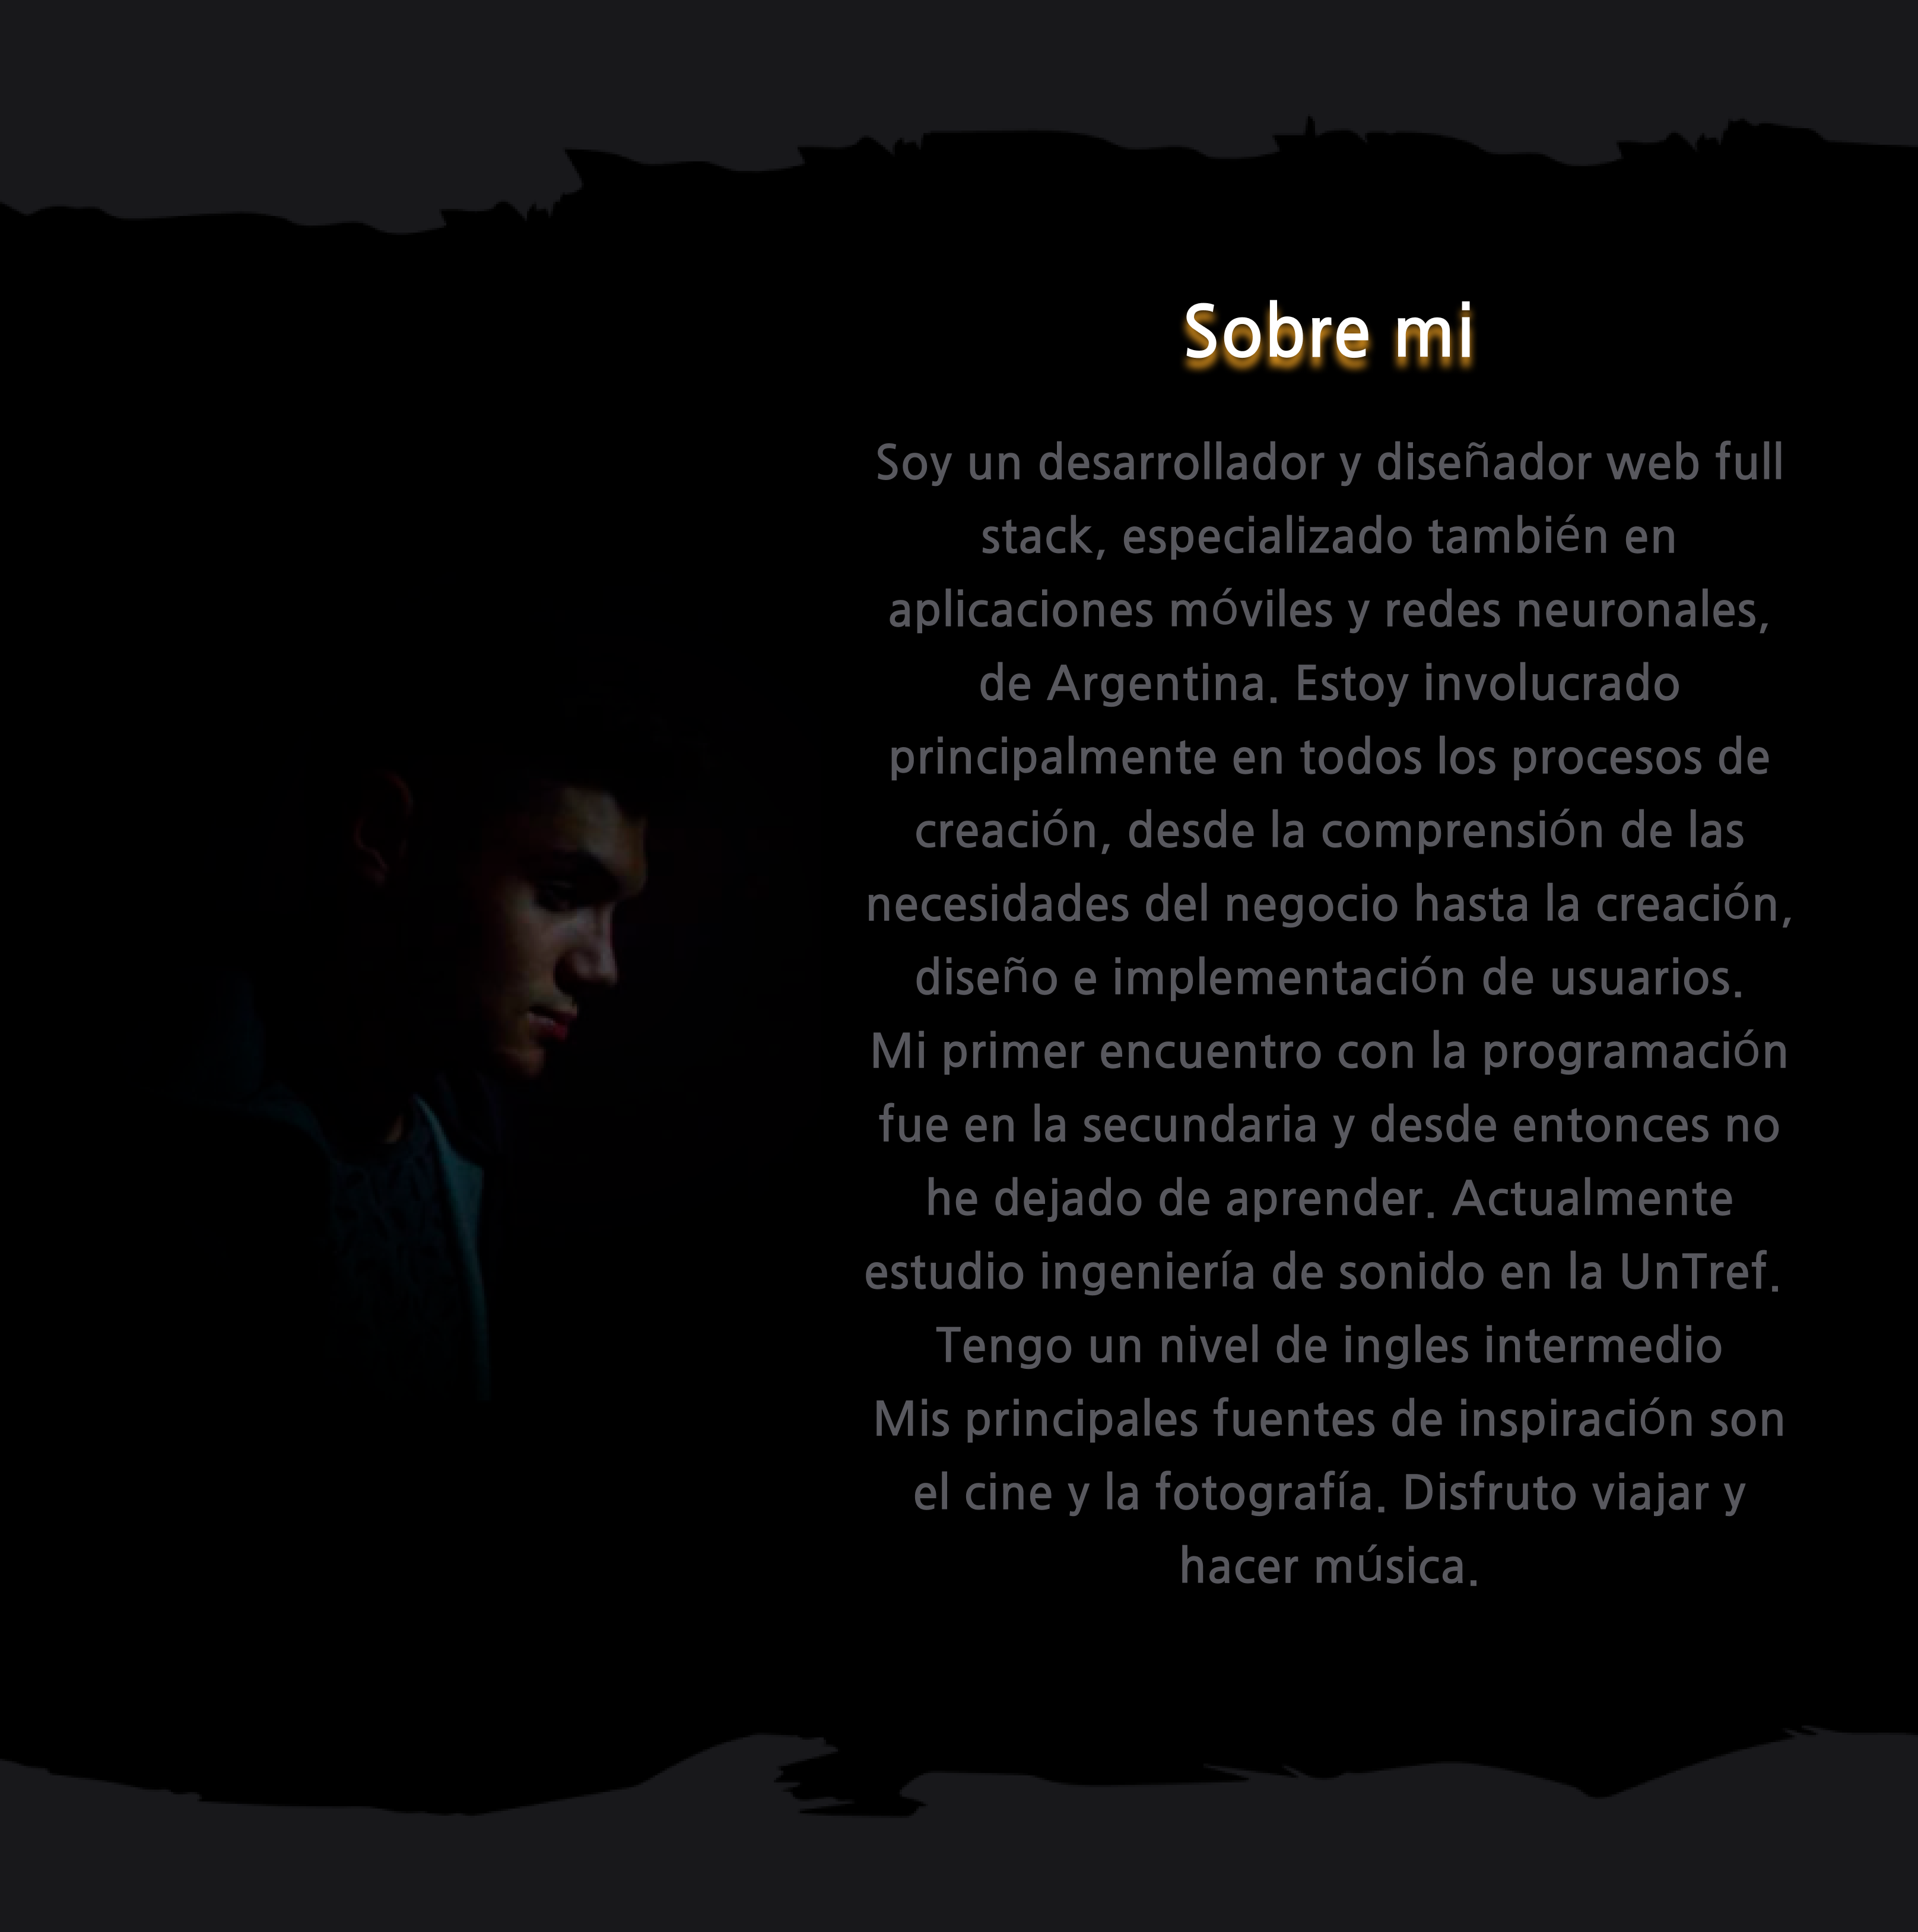 Sobre mi
Soy un desarrollador y diseñador web full
stack, especializado también en
aplicaciones móviles y redes neuronales,
de Argentina. Estoy involucrado
principalmente en todos los procesos de
creación, desde la comprensión de las
necesidades del negocio hasta la creación,
diseño e implementación de usuarios.
Mi primer encuentro con la programación
fue en la secundaria y desde entonces no
he dejado de aprender. Actualmente
estudio ingeniería de sonido en la UnTref.
Tengo un nivel de ingles intermedio
Mis principales fuentes de inspiración son
el cine y la fotografía. Disfruto viajar y
hacer música.